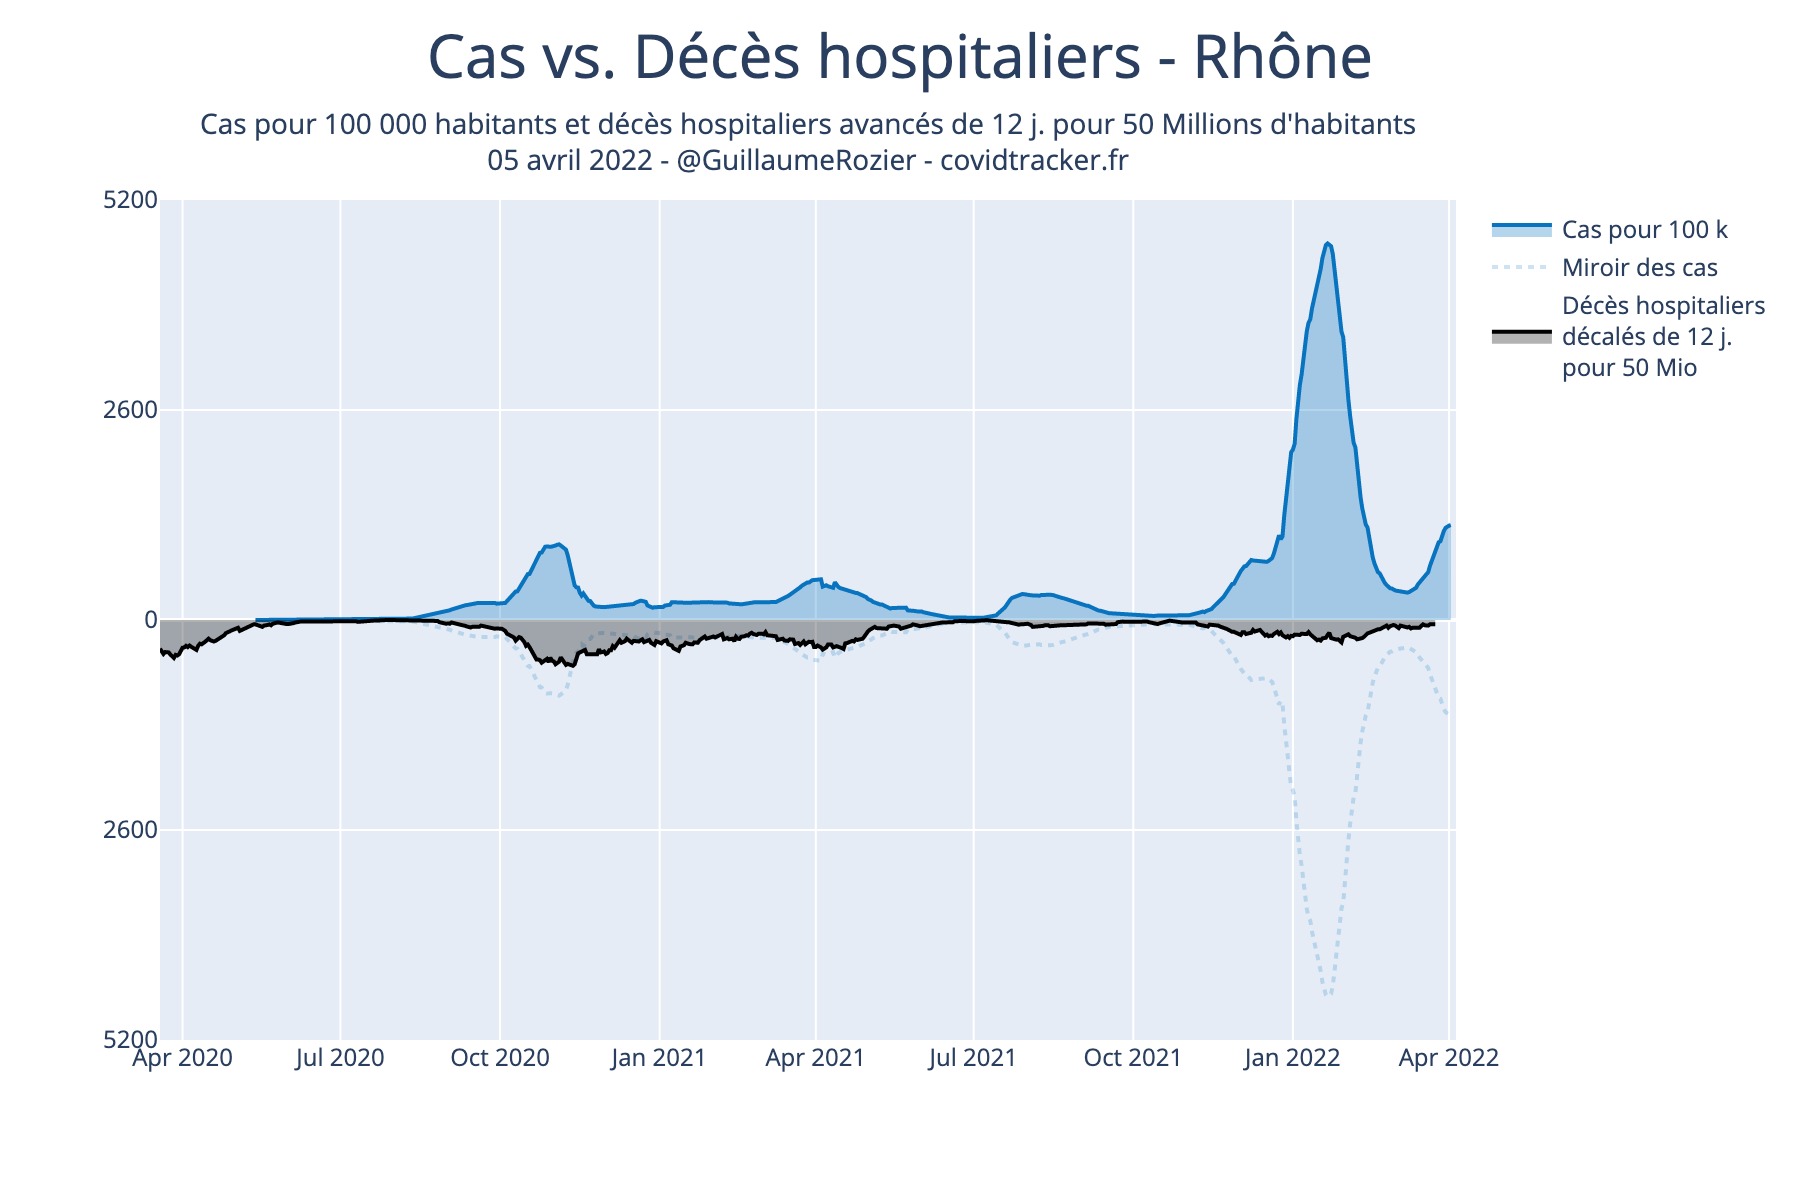 Cas vs. Décès hospitaliers - Rhône
Cas pour 100 000 habitants et décès hospitaliers avancés de 12 j. pour 50 Millions d'habitants
05 avril 2022 - @GuillaumeRozier - covidtracker.fr
5200
2600
0
2600
5200
Apr 2020
Jul 2020
Oct 2020
Jan 2021
Apr 2021
Jul 2021
Oct 2021
Jan 2022
Apr 2022
Cas pour 100 k
Miroir des cas
Décès hospitaliers
décalés de 12 j.
pour 50 Mio